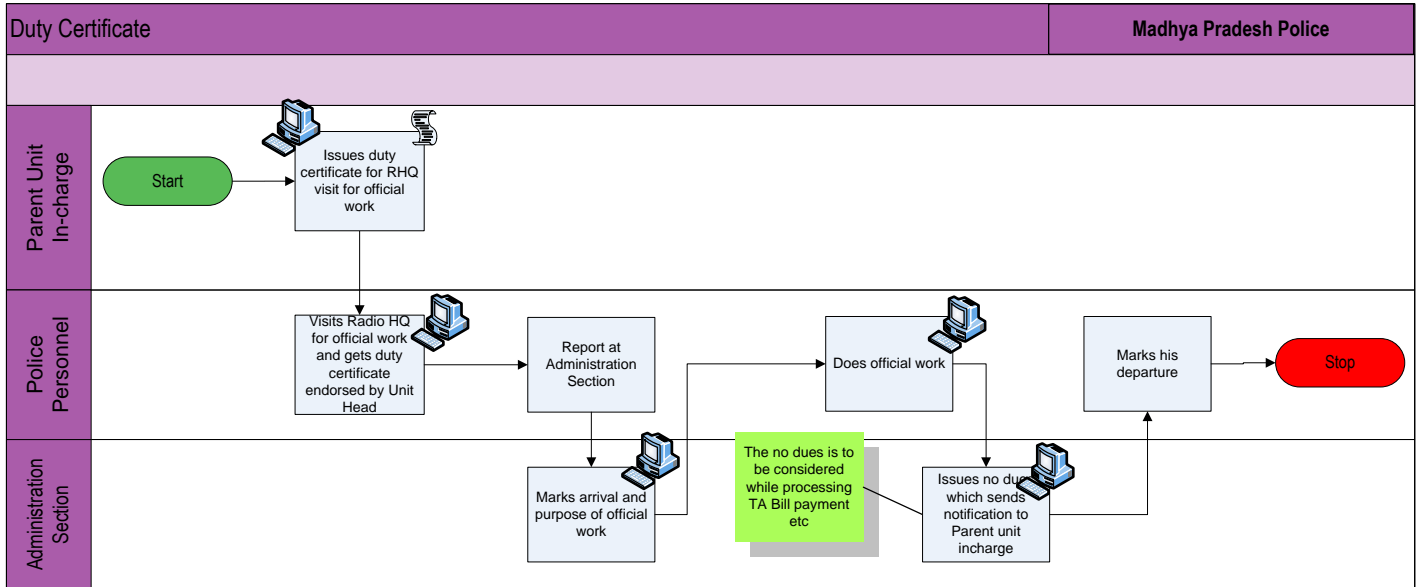 Duty Certificate
Madhya Pradesh Police
Parent Unit
In-charge
Start
Issues duty
certificate for RHQ
visit for official
work
Police
Personnel
Visits Radio HQ
for official work
and gets duty
certificate
endorsed by Unit
Head
Report at
Administration
Section
Does official work
Marks his
departure
Stop
Administration
Section
Marks arrival and
purpose of official
work
The no dues is to
be considered
while processing
TA Bill payment
etc
Issues no
which sends
notification to
Parent unit
incharge